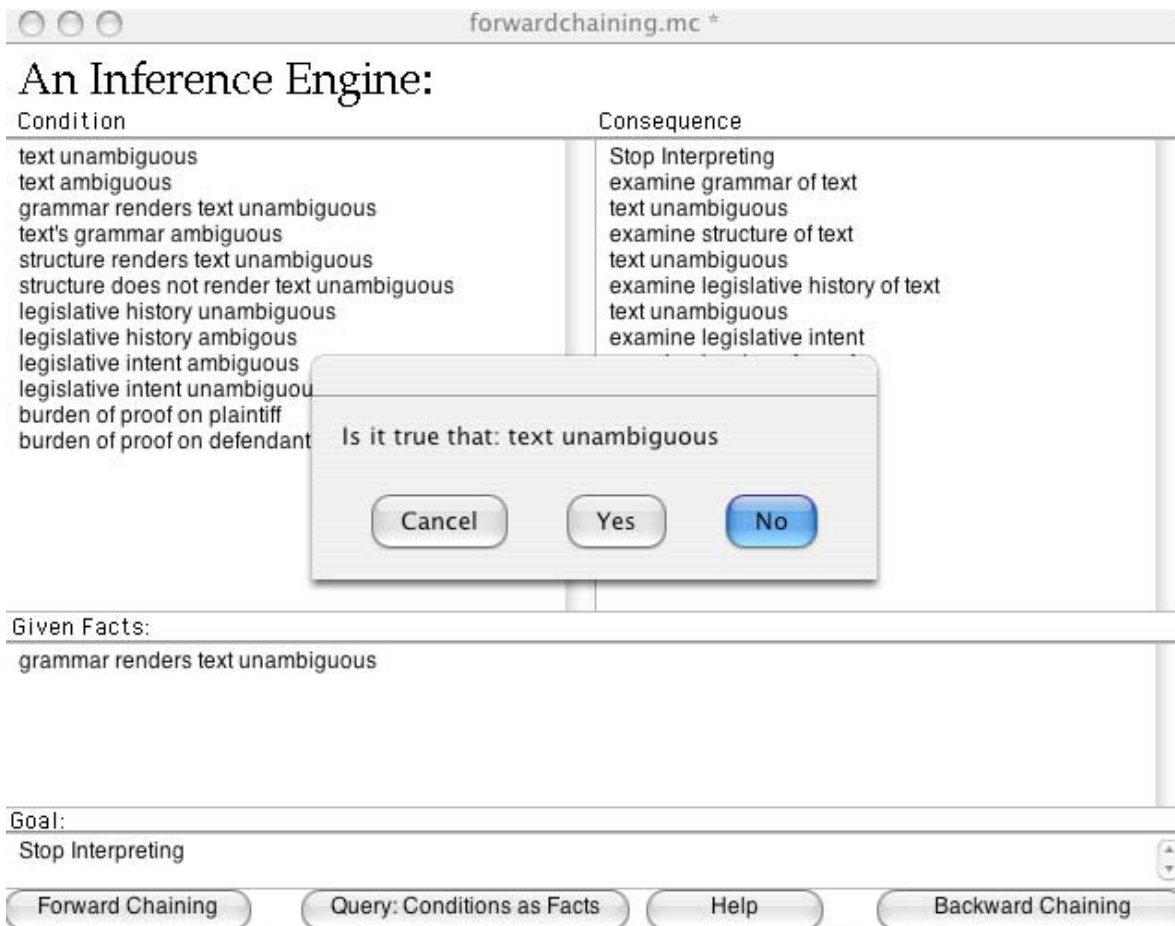 forwardchaining.mc *
An Inference Engine:
Condition
Consequence
text unambiguous
text ambiguous
grammar renders text unambiguous
text's grammar ambiguous
structure renders text unambiguous
structure does not render text unambiguous
legislative history unambiguous
legislative history ambigous
legislative intent ambiguous
legislative intent
burden of proof on plaintiff
burden of proof on defendant
Stop Interpreting
examine grammar of text
text unambiguous
examine structure of text
text unambiguous
examine legislative history of text
text unambiguous
examine legislative intent
Is it true that: text unambiguous
Cancel
Yes
No
Given Facts:
grammar renders text unambiguous
Goal:
Stop Interpreting
Forward Chaining
Query: Conditions as Facts
Help
Backward Chaining